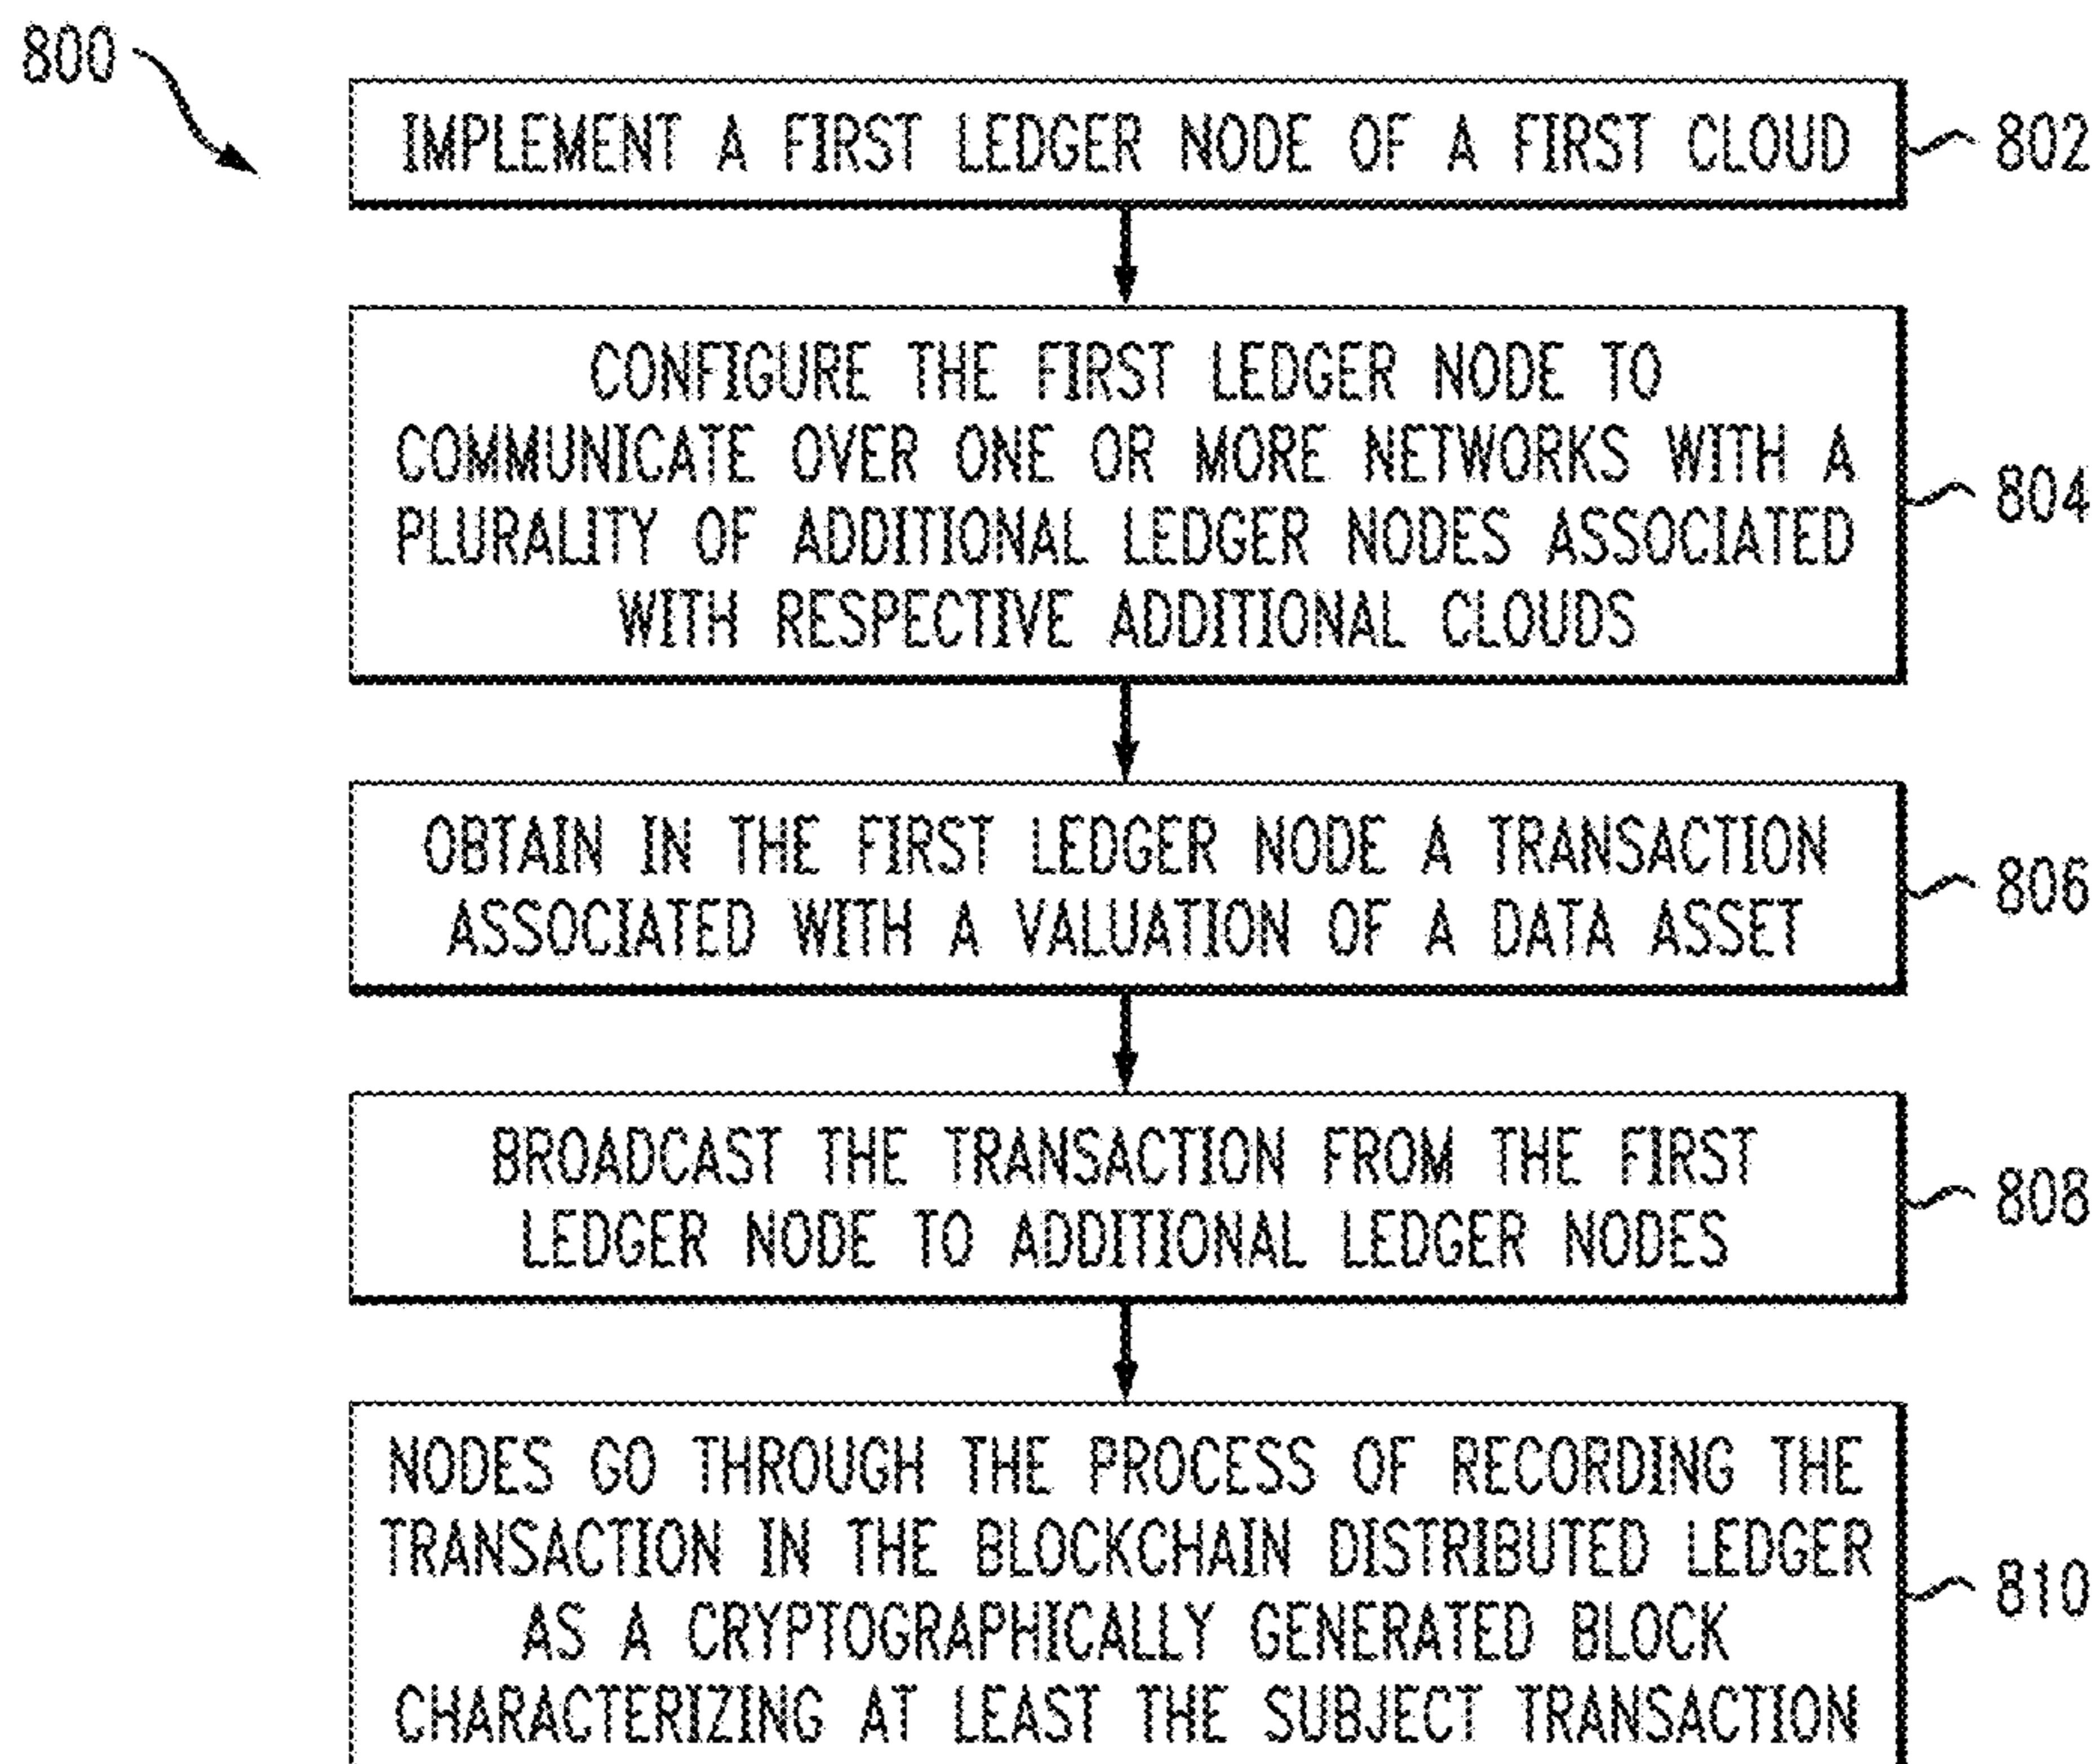 800
IMPLEMENT A FIRST LEDGER NODE OF A FIRST CLOUD
802
CONFIGURE THE FIRST LEDGER NODE TO
COMMUNICATE OVER ONE OR MORE NETWORKS WITH A
PLURALITY OF ADDITIONAL LEDGER NODES ASSOCIATED
WITH RESPECTIVE ADDITIONAL CLOUDS
804
OBTAIN IN THE FIRST LEDGER NODE A TRANSACTION
ASSOCIATED WITH A VALUATION OF A DATA ASSET
806
BROADCAST THE TRANSACTION FROM THE FIRST
LEDGER NODE TO ADDITIONAL LEDGER NODES
808
NODES GO THROUGH THE PROCESS OF RECORDING THE
TRANSACTION IN THE BLOCKCHAIN DISTRIBUTED LEDGER
AS A CRYPTOGRAPHICALLY GENERATED BLOCK
CHARACTERIZING AT LEAST THE SUBJECT TRANSACTION
810